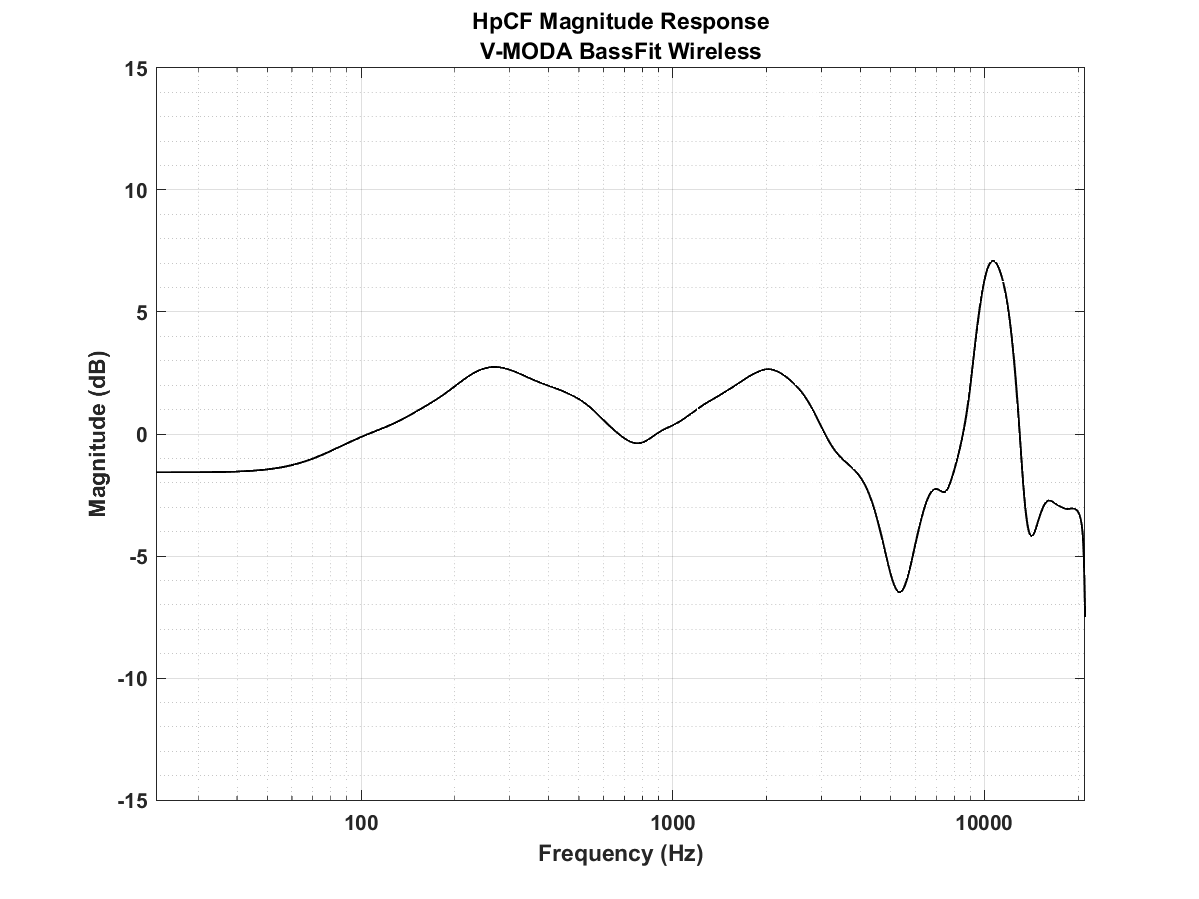 HpCF Magnitude Response
V-MODA BassFit Wireless
15
10
5
0
-5
-10
-15
Magnitude (dB)
100
1000
10000
Frequency (Hz)